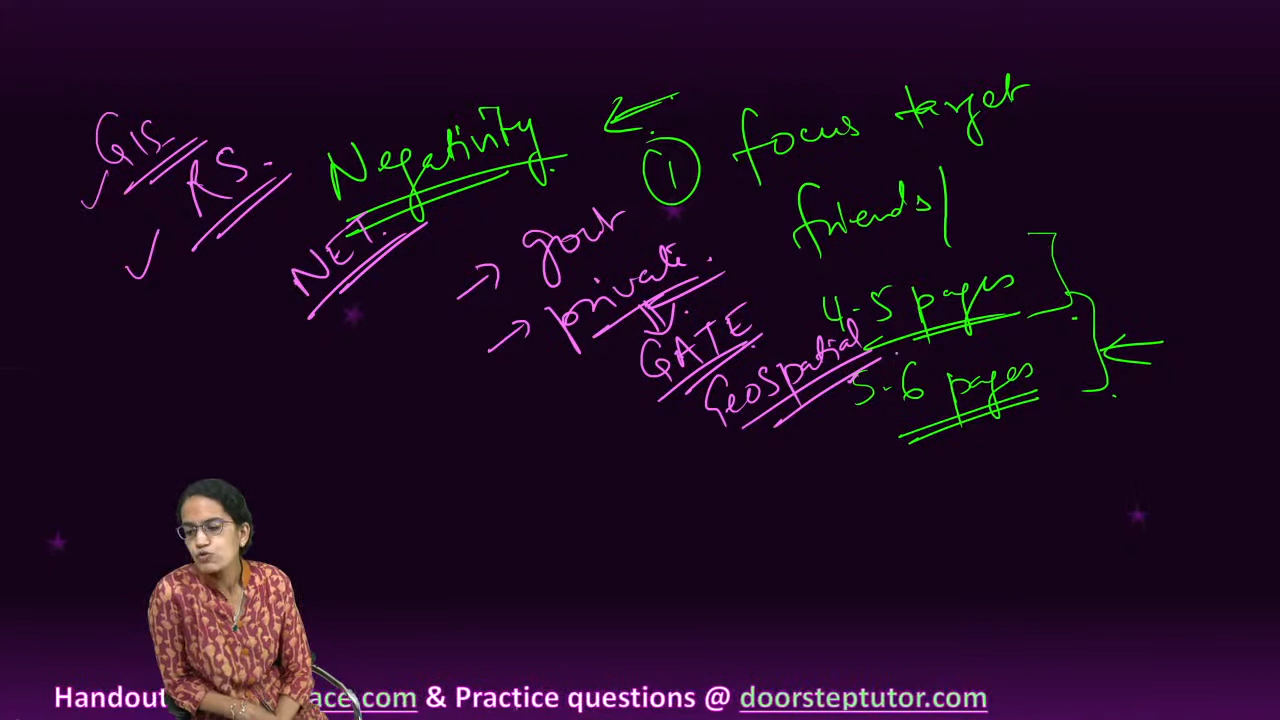 GIS
RS.
Negativity
① focus target
friends/
NET.
→ govt
→ private.
GATE
GeoSpatial
4-5 pages
5-6 pages
Handout ace.com & Practice questions @ doorsteptutor.com